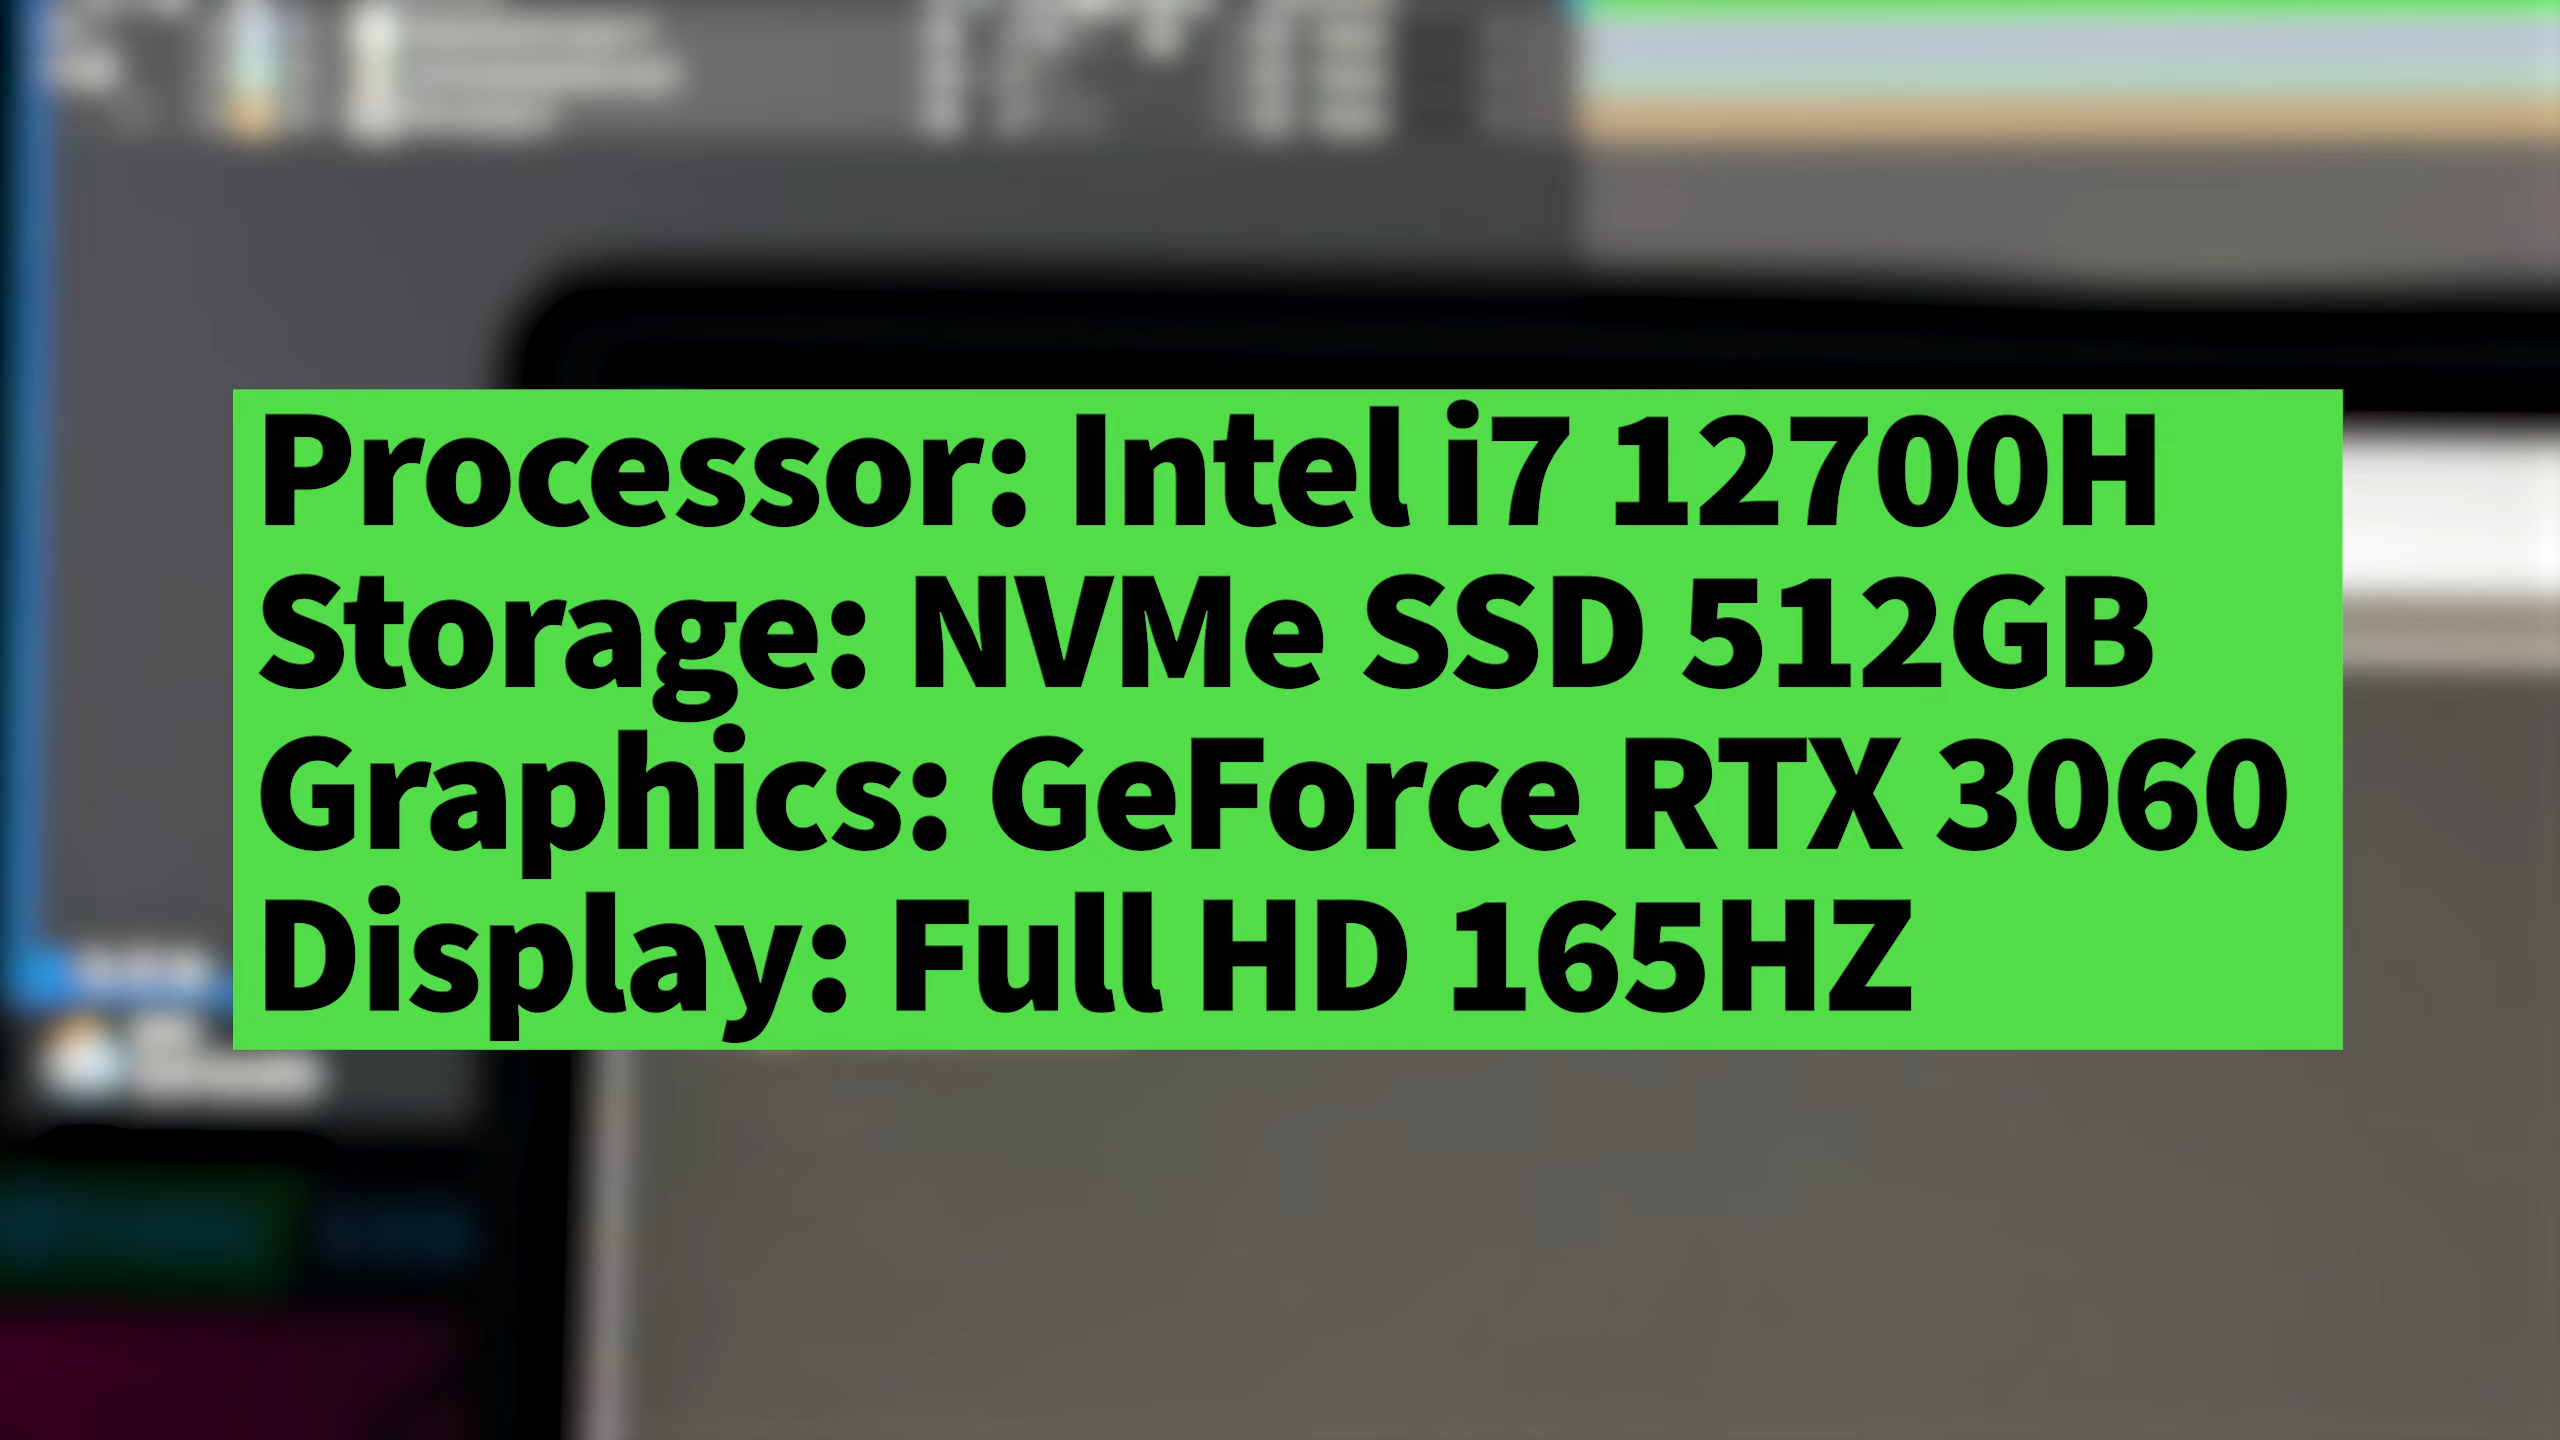 Processor: Intel i7 12700H
Storage: NVMe SSD 512GB
Graphics: GeForce RTX 3060
Display: Full HD 165HZ